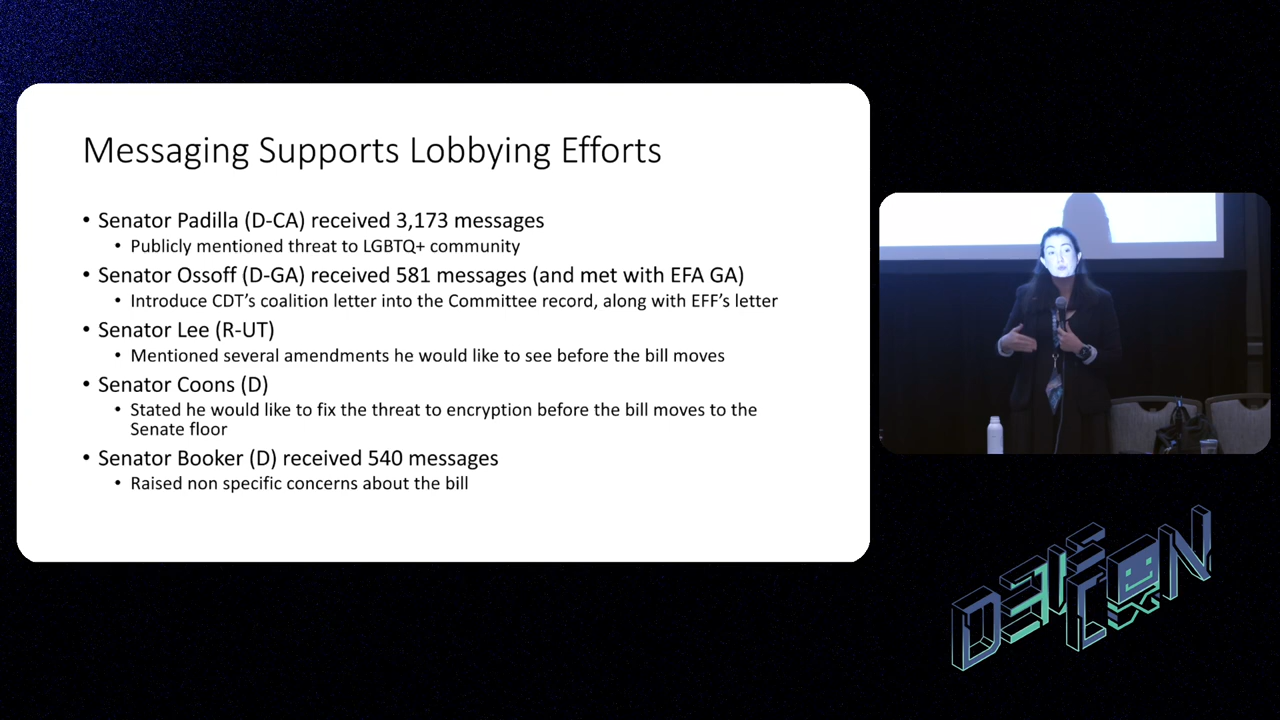 Messaging Supports Lobbying Efforts
• Senator Padilla (D-CA) received 3,173 messages
• Publicly mentioned threat to LGBTQ+ community
• Senator Ossoff (D-GA) received 581 messages (and met with EFA GA)
• Introduce CDT's coalition letter into the Committee record, along with EFF's letter
• Senator Lee (R-UT)
• Mentioned several amendments he would like to see before the bill moves
• Senator Coons (D)
• Stated he would like to fix the threat to encryption before the bill moves to the
Senate floor
• Senator Booker (D) received 540 messages
• Raised non specific concerns about the bill
DEF
CON